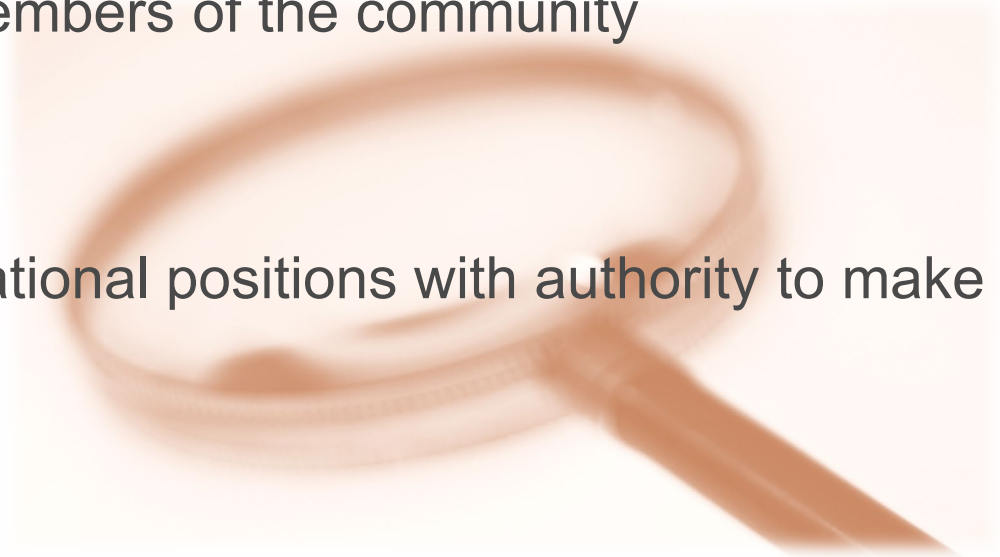 embers of the community
ational positions with authority to make